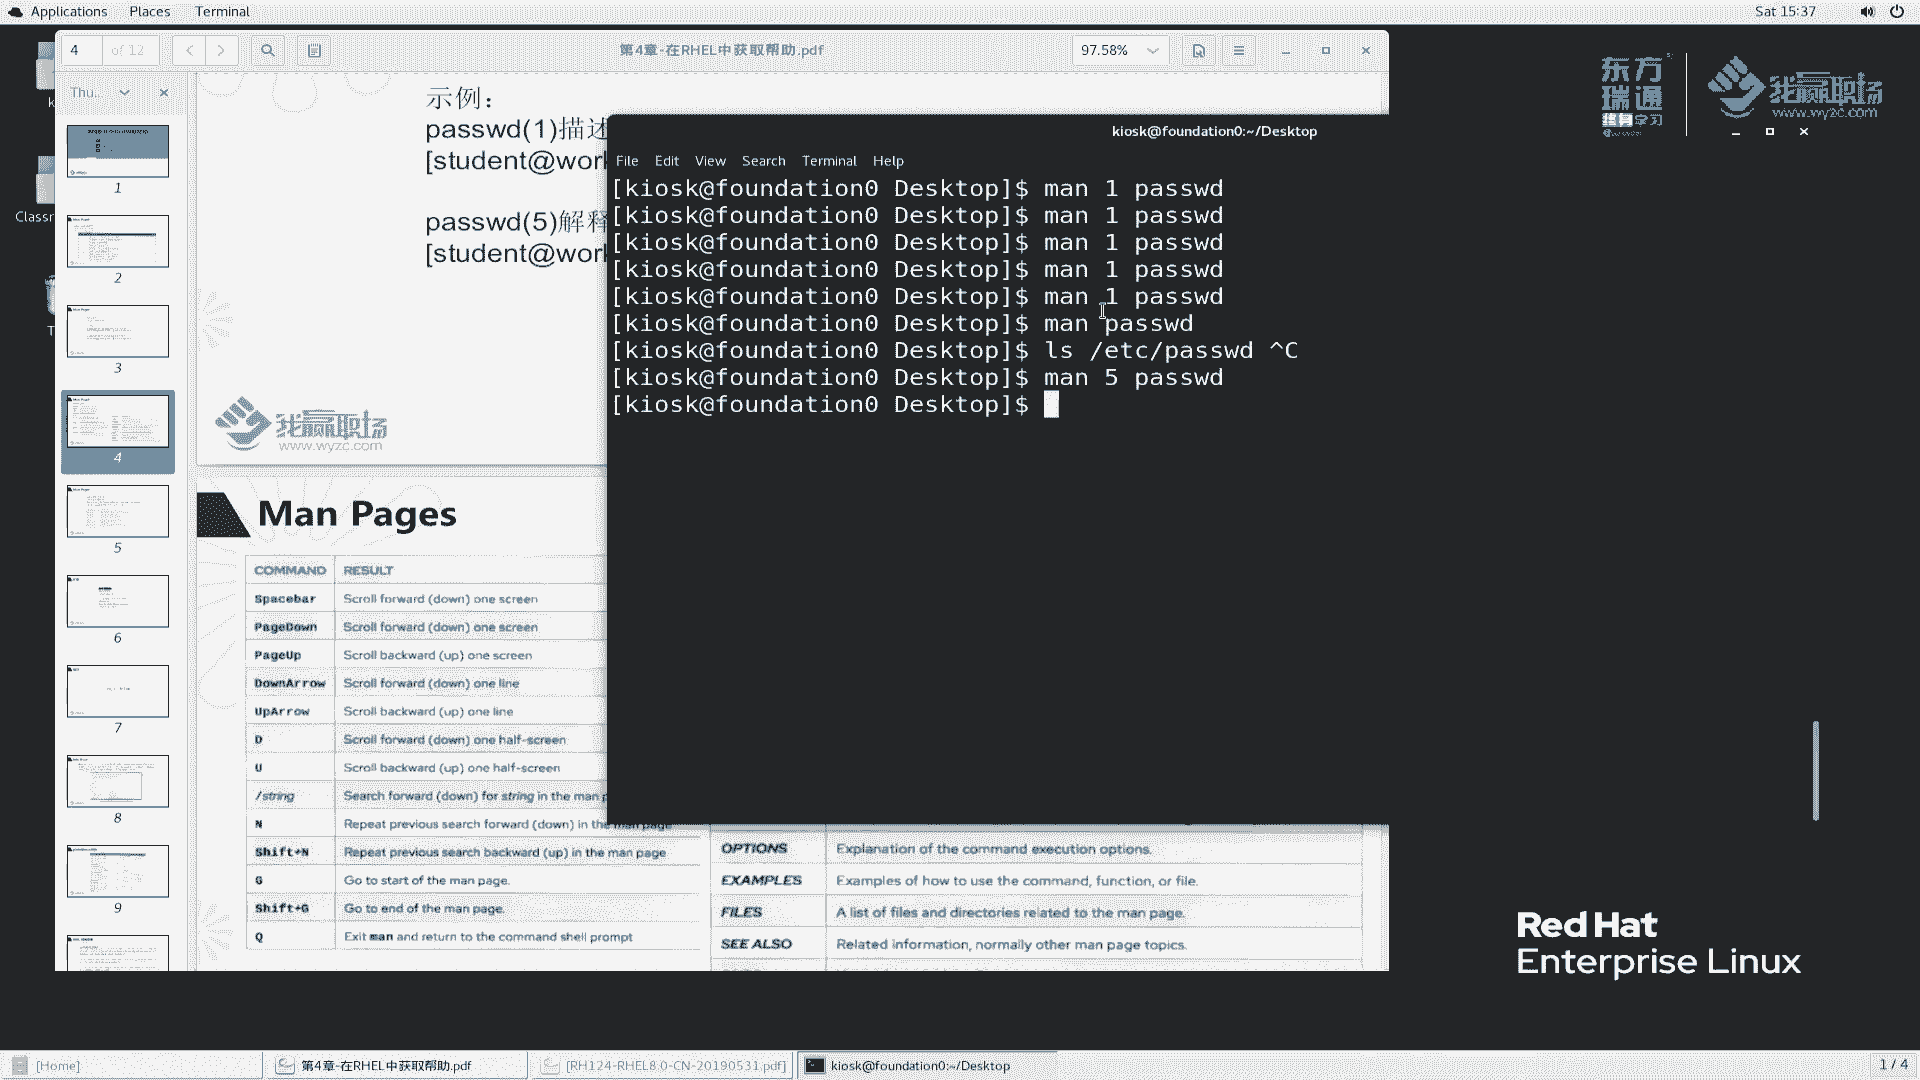 Applications Places Terminal
Sat 15:37
4 of 12
第4章-在RHEL中获取帮助.pdf
97.58%
Thu...
1
2
3
4
5
6
7
8
9
示例：
passwd(1)描述
[student@work
passwd(5)解释
[student@work
我赢职场
www.wyzc.com
Man Pages
COMMAND RESULT
Spacebar Scroll forward (down) one screen
PageDown Scroll forward (down) one screen
PageUp Scroll backward (up) one screen
DownArrow Scroll forward (down) one line
UpArrow Scroll backward (up) one line
D Scroll forward (down) one half-screen
U Scroll backward (up) one half-screen
/string Search forward (down) for string in the man p
N Repeat previous search forward (down) in the man page
Shift+N Repeat previous search backward (up) in the man page
G Go to start of the man page.
Shift+G Go to end of the man page.
Q Exit man and return to the command shell prompt
OPTIONS Explanation of the command execution options.
EXAMPLES Examples of how to use the command, function, or file.
FILES A list of files and directories related to the man page.
SEE ALSO Related information, normally other man page topics.
kiosk@foundation0:~/Desktop
File Edit View Search Terminal Help
[kiosk@foundation0 Desktop]$ man 1 passwd
[kiosk@foundation0 Desktop]$ man 1 passwd
[kiosk@foundation0 Desktop]$ man 1 passwd
[kiosk@foundation0 Desktop]$ man 1 passwd
[kiosk@foundation0 Desktop]$ man 1 passwd
[kiosk@foundation0 Desktop]$ man passwd
[kiosk@foundation0 Desktop]$ ls /etc/passwd ^C
[kiosk@foundation0 Desktop]$ man 5 passwd
[kiosk@foundation0 Desktop]$
东方
瑞通
终身学习
我赢职场
www.wyzc.com
k
Classr
T
Red Hat
Enterprise Linux
[Home]
第4章-在RHEL中获取帮助.pdf
[RH124-RHEL8.0-CN-20190531.pdf]
kiosk@foundation0:~/Desktop
1 / 4